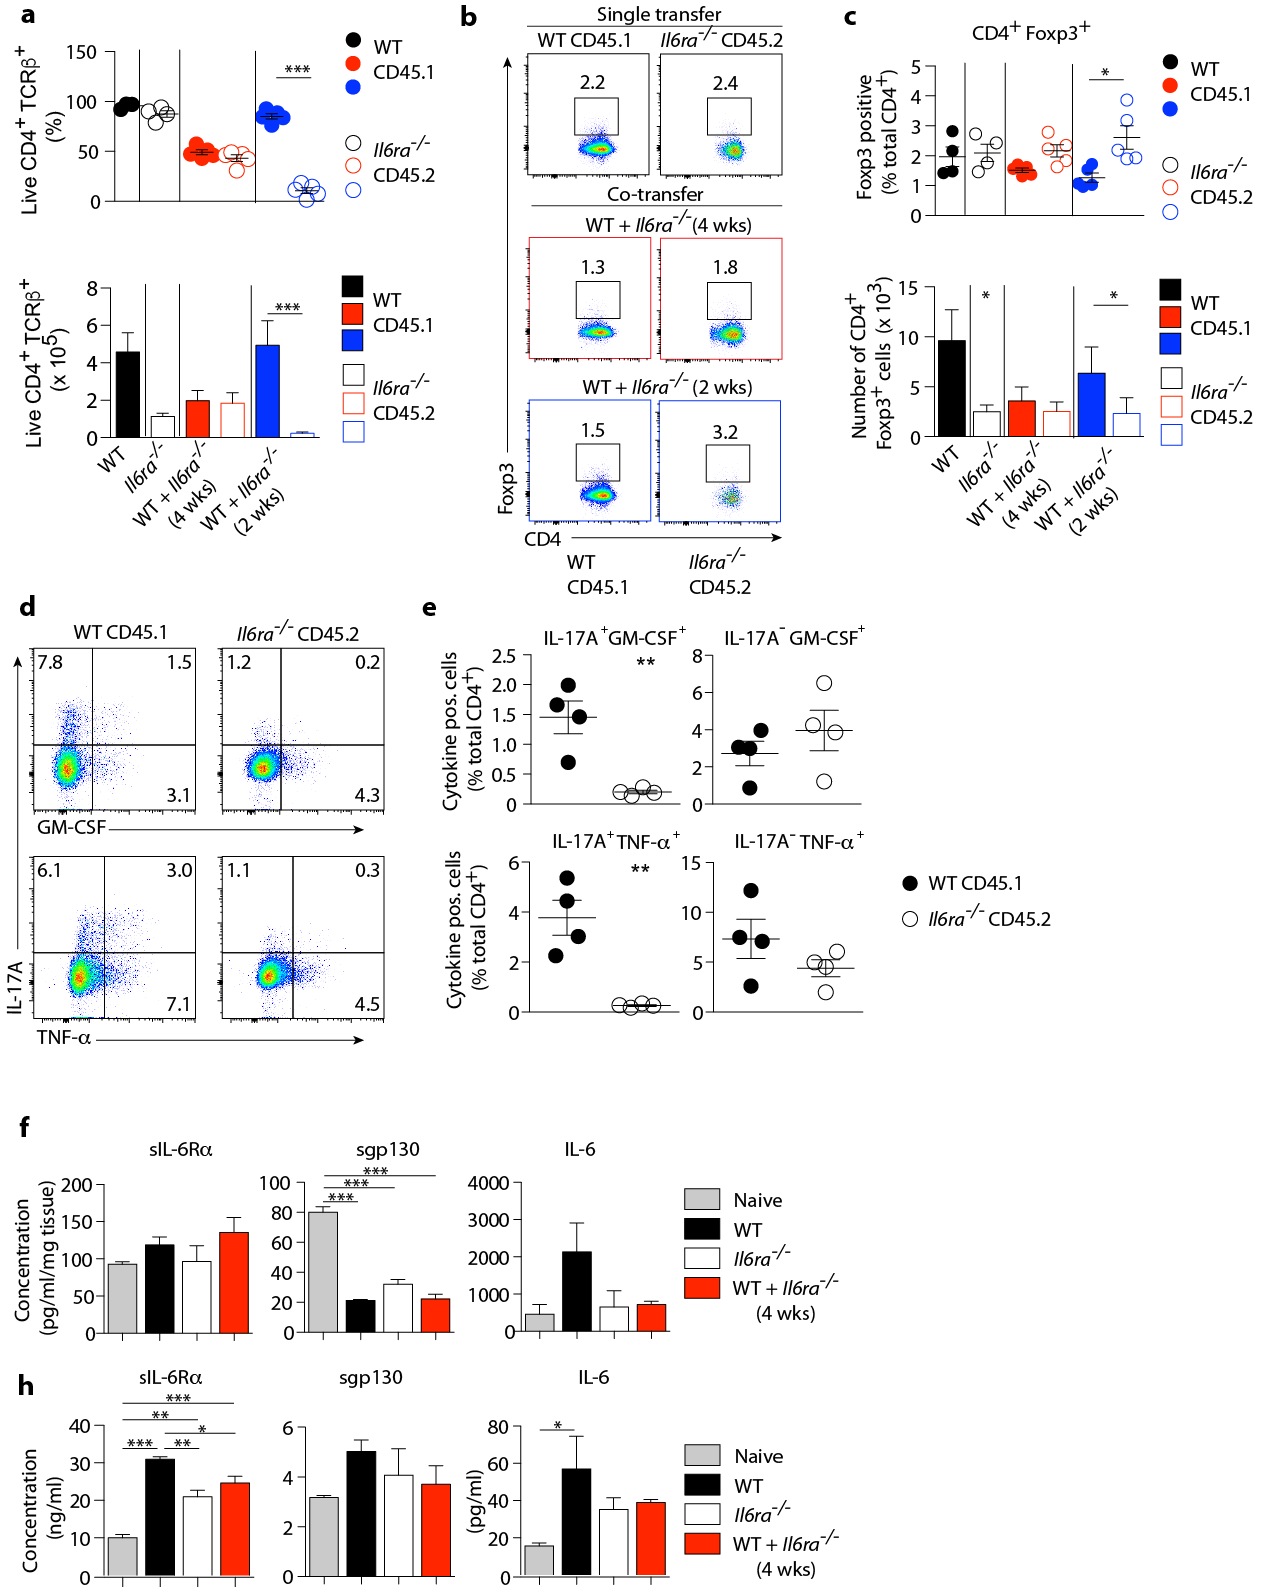 a
Live CD4+ TCRβ+
(%)
150
100
50
0
***
WT
CD45.1
Il6ra-/-
CD45.2
Live CD4+ TCRβ+
(x 10^5)
8
6
4
2
0
***
WT
CD45.1
Il6ra-/-
CD45.2
WT
Il6ra-/-
WT + Il6ra-/-
(4 wks)
WT + Il6ra-/-
(2 wks)
b
Single transfer
WT CD45.1
Il6ra-/- CD45.2
2.2
2.4
Co-transfer
WT + Il6ra-/- (4 wks)
1.3
1.8
WT + Il6ra-/- (2 wks)
1.5
3.2
Foxp3
CD4
WT
CD45.1
Il6ra-/-
CD45.2
c
CD4+ Foxp3+
Foxp3 positive
(% total CD4+)
5
4
3
2
1
0
*
WT
CD45.1
Il6ra-/-
CD45.2
Number of CD4+
Foxp3+ cells (x 10^3)
15
10
5
0
*
*
WT
CD45.1
Il6ra-/-
CD45.2
WT
Il6ra-/-
WT + Il6ra-/-
(4 wks)
WT + Il6ra-/-
(2 wks)
d
WT CD45.1
Il6ra-/- CD45.2
7.8
1.5
3.1
1.2
0.2
4.3
GM-CSF
6.1
3.0
7.1
1.1
0.3
4.5
IL-17A
TNF-α
e
IL-17A+GM-CSF+
IL-17A- GM-CSF+
Cytokine pos. cells
(% total CD4+)
2.5
2.0
1.5
1.0
0.5
0
**
8
6
4
2
0
IL-17A+TNF-α+
IL-17A- TNF-α+
Cytokine pos. cells
(% total CD4+)
6
4
2
0
**
15
10
5
0
WT CD45.1
Il6ra-/- CD45.2
f
sIL-6Rα
sgp130
IL-6
Concentration
(pg/ml/mg tissue)
200
150
100
50
0
100
80
60
40
20
0
***
***
***
4000
3000
2000
1000
0
Naive
WT
Il6ra-/-
WT + Il6ra-/-
(4 wks)
h
sIL-6Rα
sgp130
IL-6
Concentration
(ng/ml)
40
30
20
10
0
***
**
*
***
**
6
4
2
0
(pg/ml)
80
60
40
20
0
*
Naive
WT
Il6ra-/-
WT + Il6ra-/-
(4 wks)